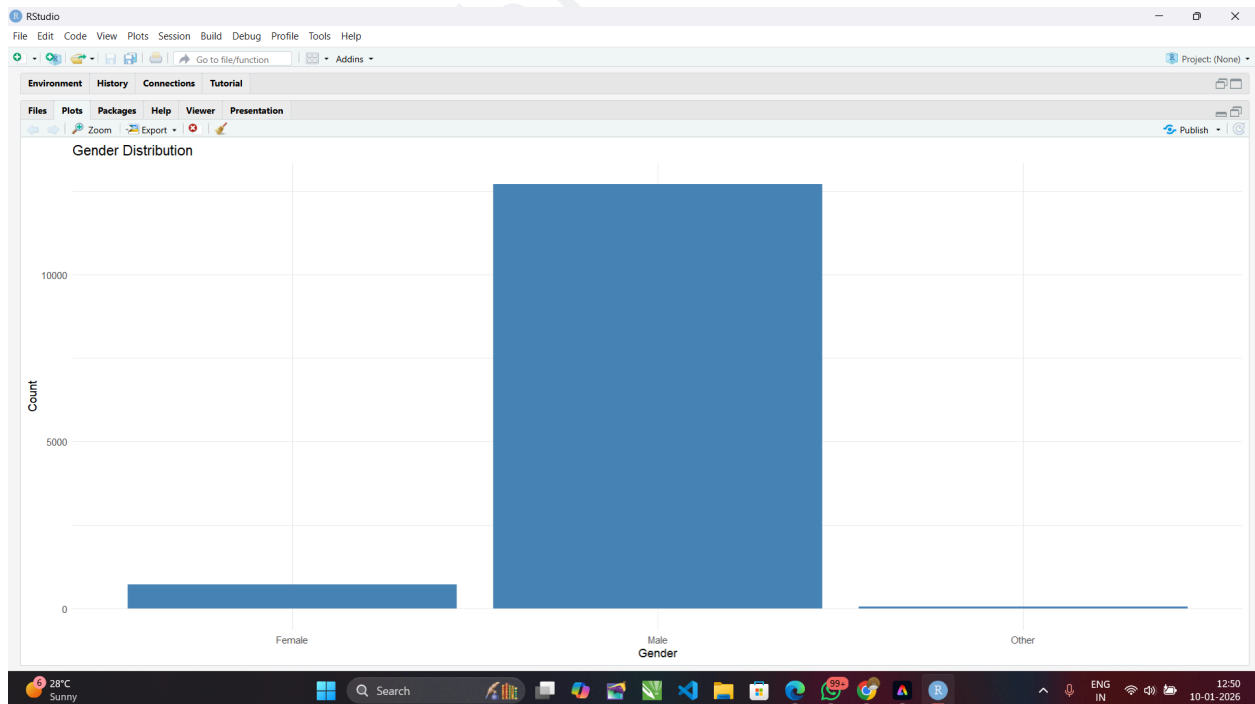 RStudio
File Edit Code View Plots Session Build Debug Profile Tools Help
Go to file/function Addins Project: (None)
Environment History Connections Tutorial
Files Plots Packages Help Viewer Presentation
Zoom Export Publish
Gender Distribution
10000
5000
0
Count
Female Male Other
Gender
6 28°C
Sunny
Search
99+
ENG
IN
12:50
10-01-2026